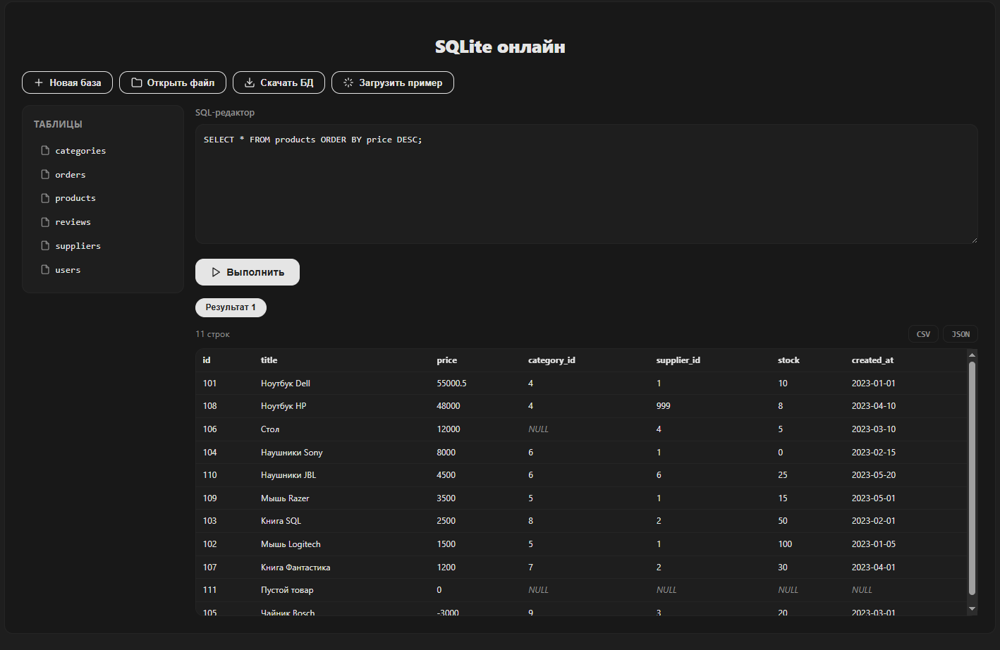 SQLite онлайн
Новая база
Открыть файл
Скачать БД
Загрузить пример
ТАБЛИЦЫ
categories
orders
products
reviews
suppliers
users
SQL-редактор
SELECT * FROM products ORDER BY price DESC;
Выполнить
Результат 1
11 строк
CSV JSON
id title price category_id supplier_id stock created_at
101 Ноутбук Dell 55000.5 4 1 10 2023-01-01
108 Ноутбук HP 48000 4 999 8 2023-04-10
106 Стол 12000 NULL 4 5 2023-03-10
104 Наушники Sony 8000 6 1 0 2023-02-15
110 Наушники JBL 4500 6 6 25 2023-05-20
109 Мышь Razer 3500 5 1 15 2023-05-01
103 Книга SQL 2500 8 2 50 2023-02-01
102 Мышь Logitech 1500 5 1 100 2023-01-05
107 Книга Фантастика 1200 7 2 30 2023-04-01
111 Пустой товар 0 NULL NULL NULL NULL
105 Чайник Bosch -3000 9 3 20 2023-03-01